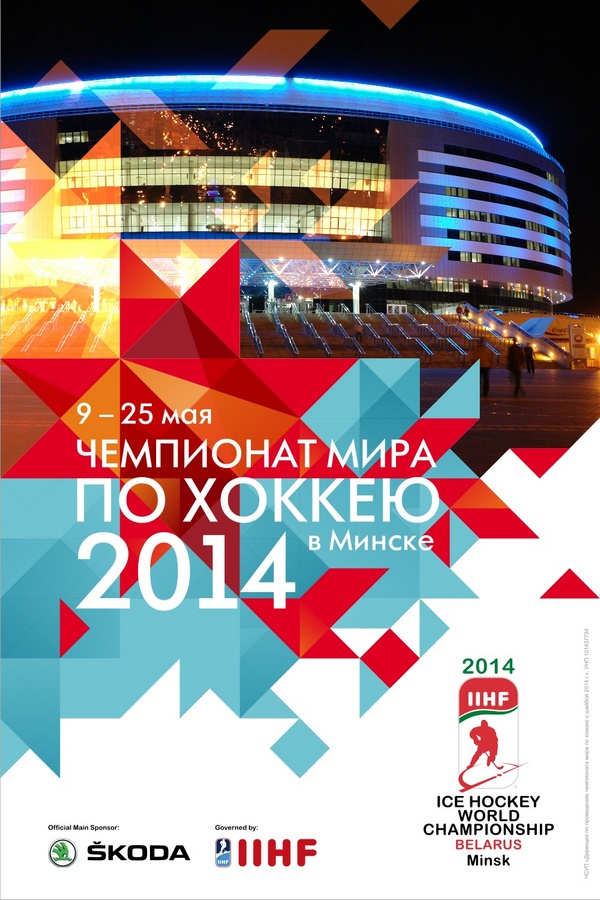 9 – 25 мая
ЧЕМПИОНАТ МИРА
ПО ХОККЕЮ
2014 в Минске
2014
IIHF
ICE HOCKEY
WORLD
CHAMPIONSHIP
BELARUS
Minsk
Official Main Sponsor:
ŠKODA
Governed by:
IIHF
IIHF